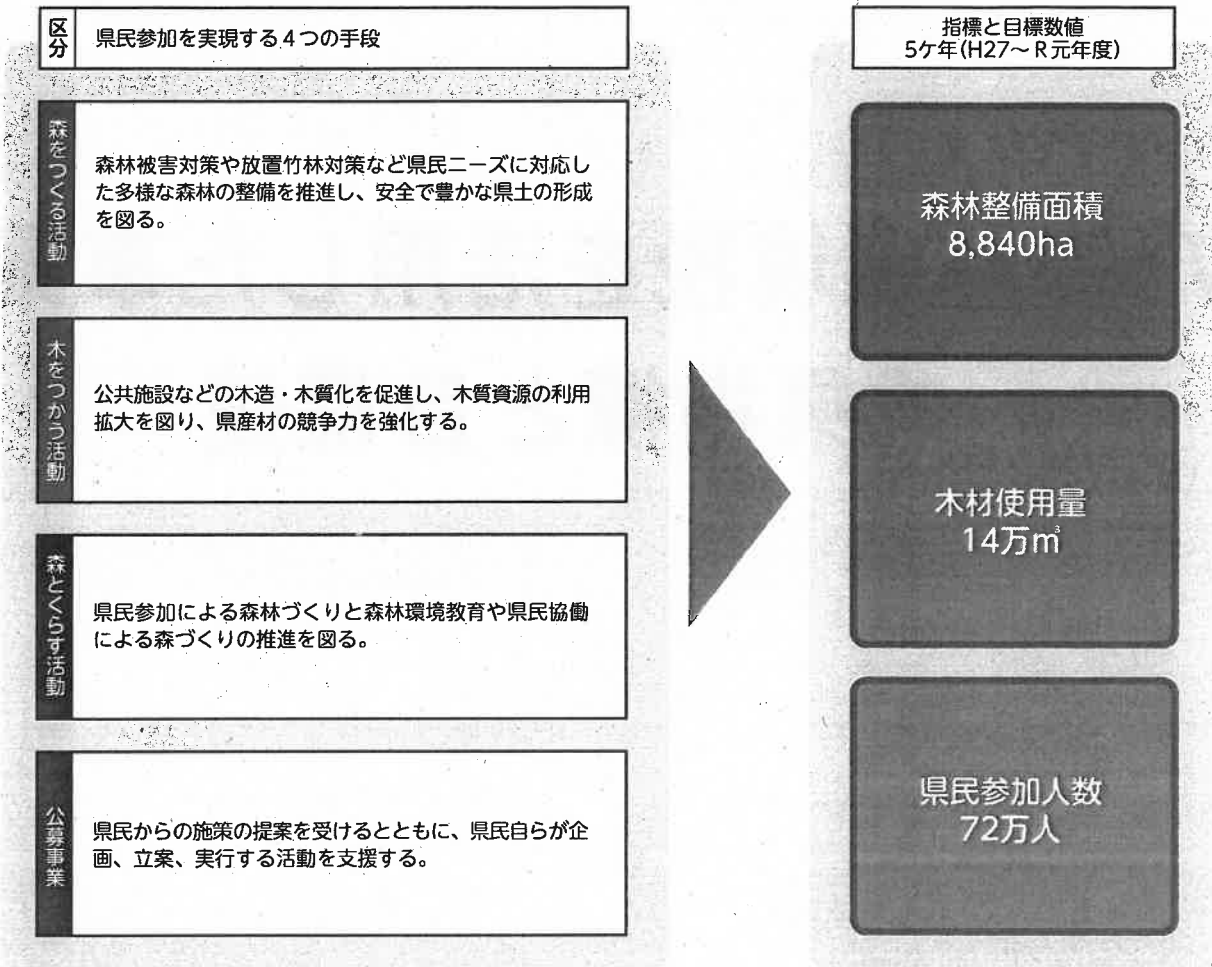 区分
県民参加を実現する4つの手段
森をつくる活動
森林被害対策や放置竹林対策など県民ニーズに対応し
た多様な森林の整備を推進し、安全で豊かな県土の形成
を図る。
木をつかう活動
公共施設などの木造・木質化を促進し、木質資源の利用
拡大を図り、県産材の競争力を強化する。
森とくらす活動
県民参加による森林づくりと森林環境教育や県民協働
による森づくりの推進を図る。
公募事業
県民からの施策の提案を受けるとともに、県民自らが企
画、立案、実行する活動を支援する。
指標と目標数値
5ケ年(H27～R元年度)
森林整備面積
8,840ha
木材使用量
14万㎥
県民参加人数
72万人